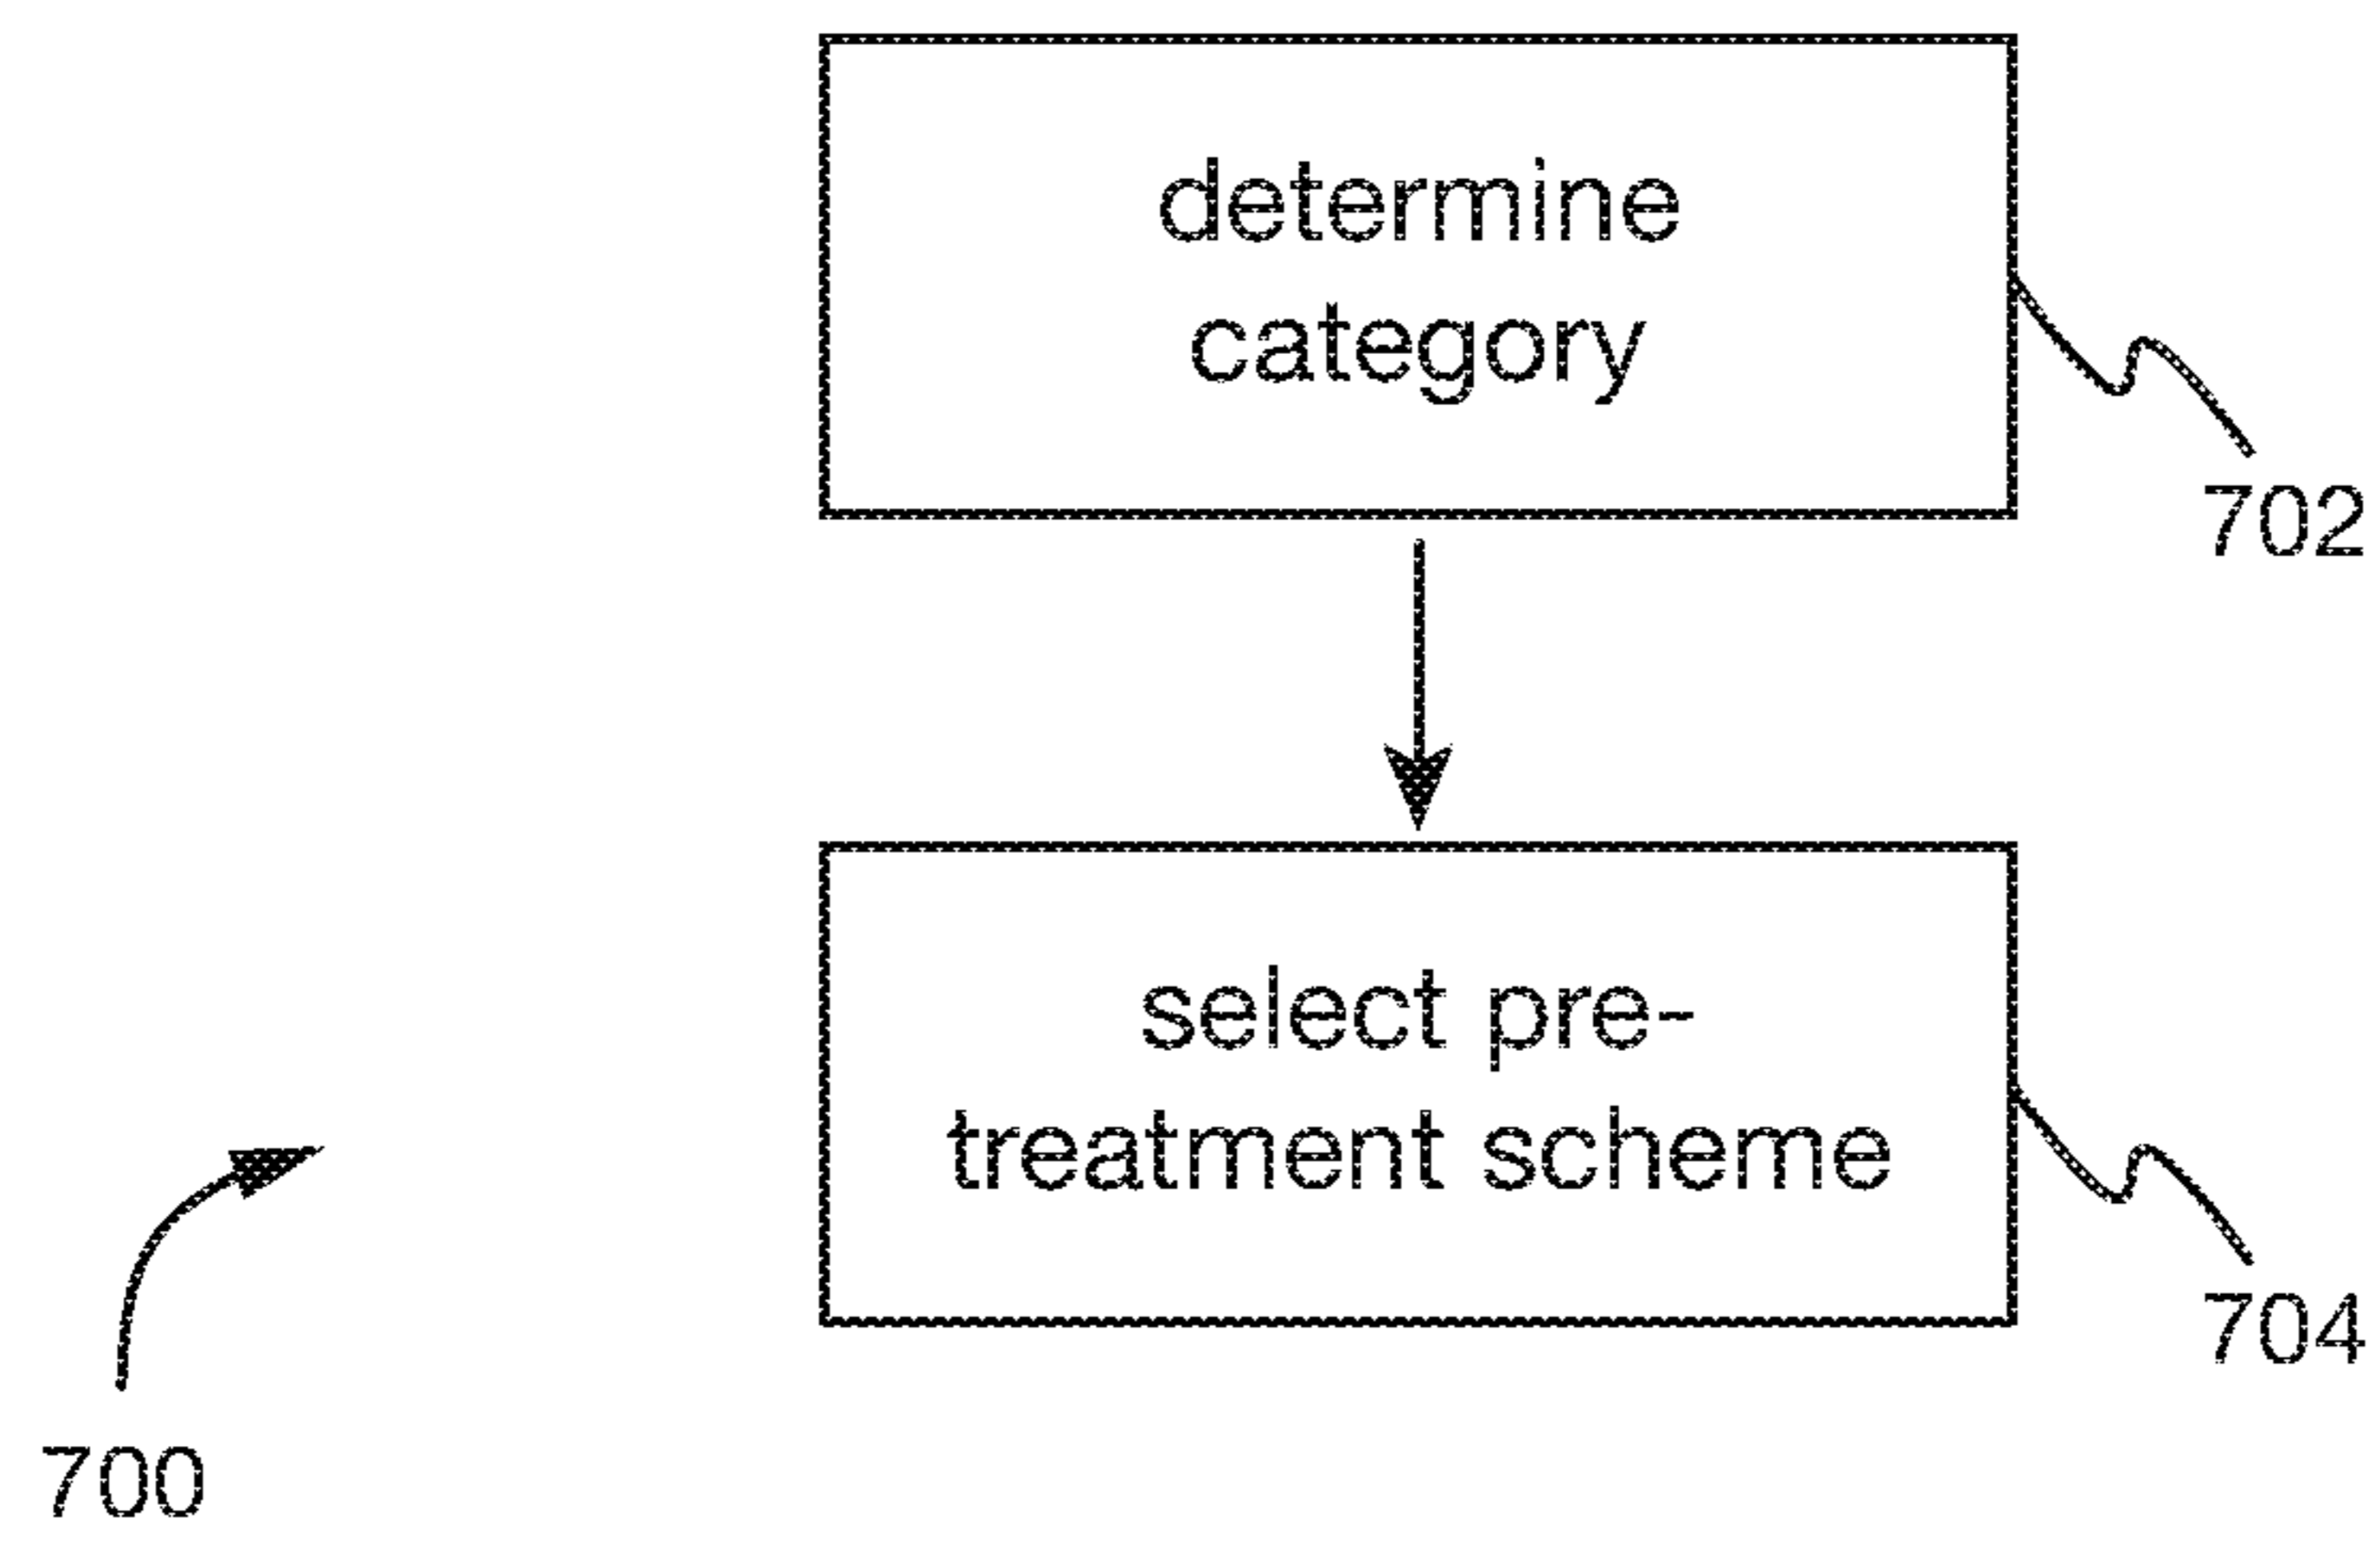 determine
category
702
select pre-
treatment scheme
704
700